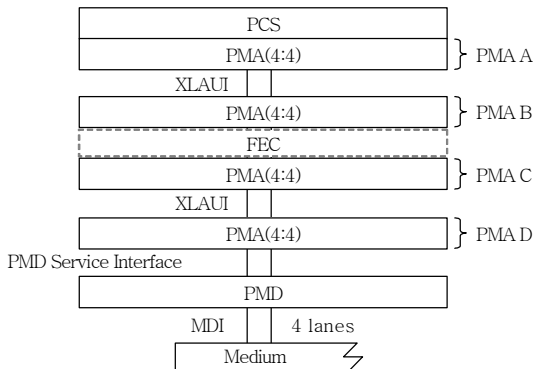 PCS
PMA(4:4) PMA A
XLAUI
PMA(4:4) PMA B
FEC
PMA(4:4) PMA C
XLAUI
PMA(4:4) PMA D
PMD Service Interface
PMD
MDI 4 lanes
Medium